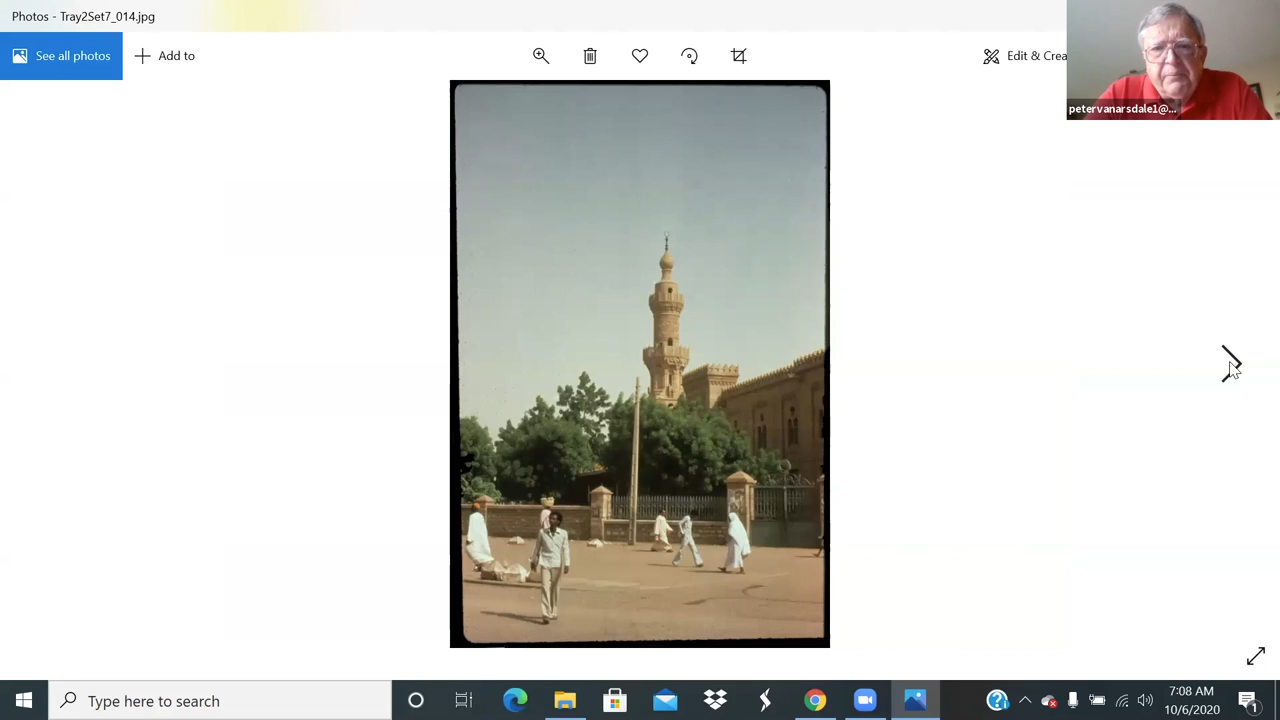 Photos - Tray2Set7_014.jpg
See all photos
Add to
Edit & Crea
petervanarsdale1@...
Type here to search
7:08 AM
10/6/2020
1